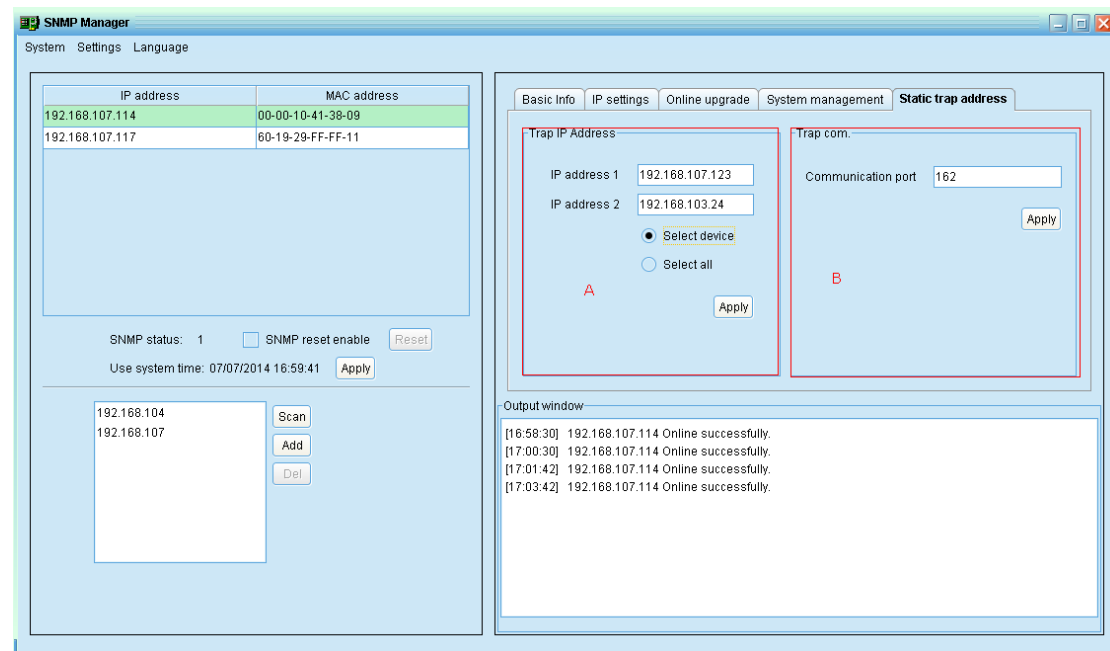 SNMP Manager
System Settings Language
IP address MAC address
192.168.107.114 00-00-10-41-38-09
192.168.107.117 60-19-29-FF-FF-11
SNMP status: 1 SNMP reset enable Reset
Use system time: 07/07/2014 16:59:41 Apply
192.168.104
192.168.107
Scan
Add
Del
Basic Info IP settings Online upgrade System management Static trap address
Trap IP Address
IP address 1 192.168.107.123
IP address 2 192.168.103.24
Select device
Select all
A
Apply
Trap com.
Communication port 162
Apply
B
Output window
[16:58:30] 192.168.107.114 Online successfully.
[17:00:30] 192.168.107.114 Online successfully.
[17:01:42] 192.168.107.114 Online successfully.
[17:03:42] 192.168.107.114 Online successfully.